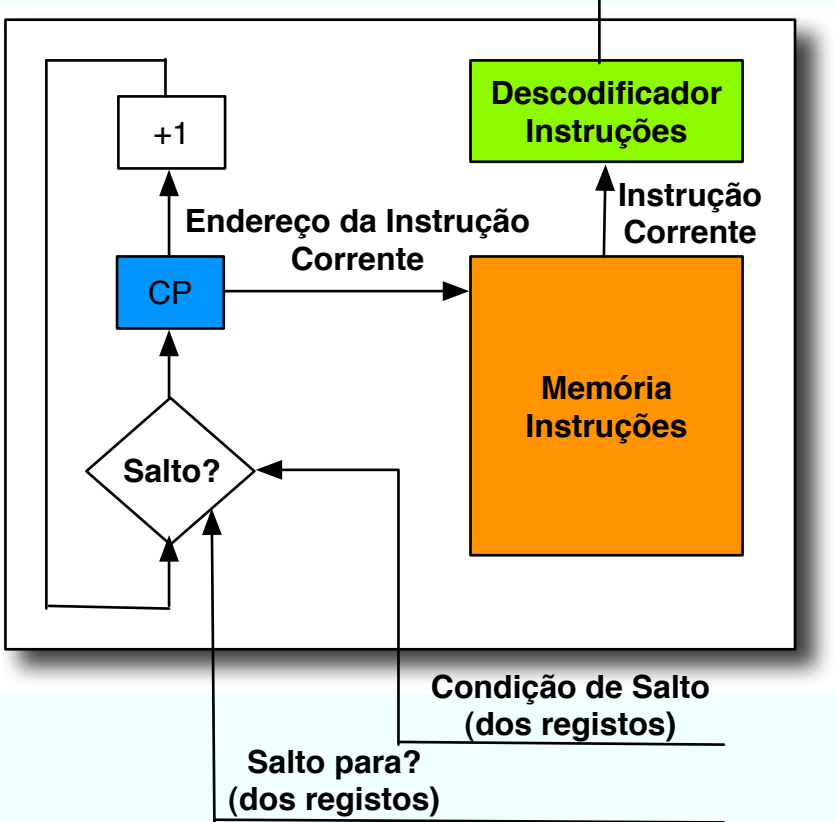 Descodificador
Instruções
+1
Instrução
Corrente
Endereço da Instrução
Corrente
CP
Memória
Instruções
Salto?
Condição de Salto
(dos registos)
Salto para?
(dos registos)